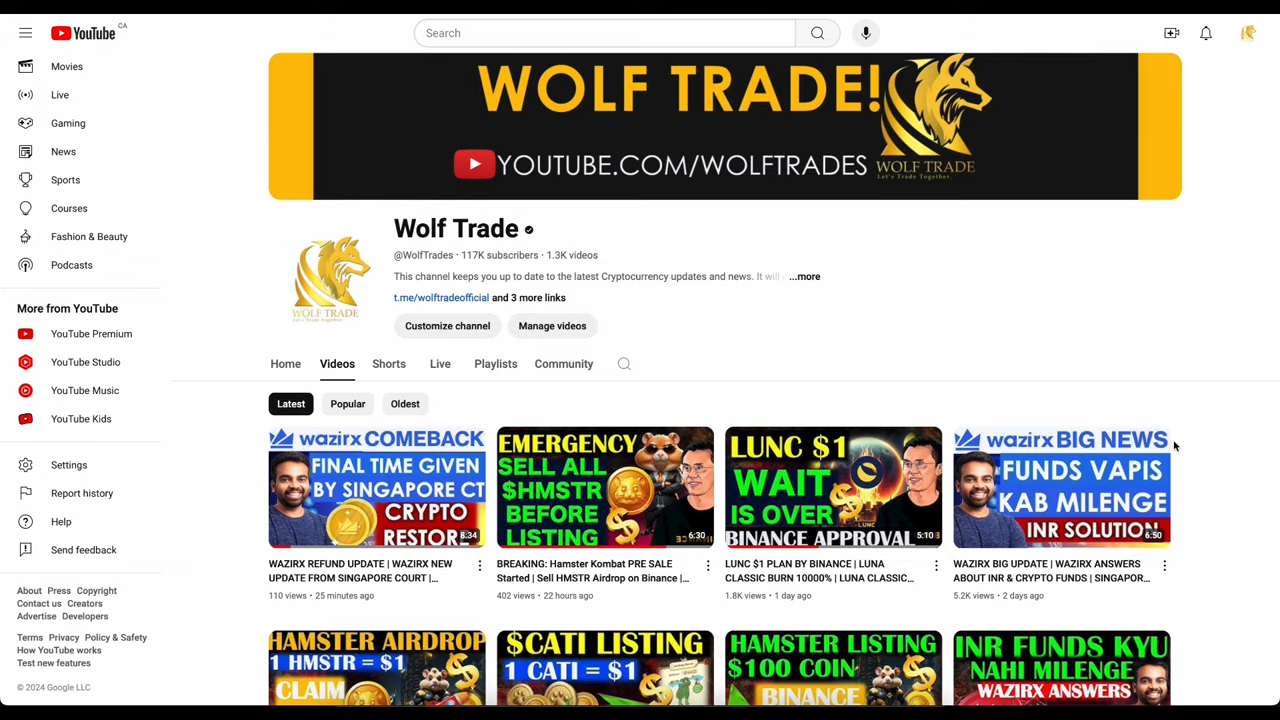 YouTube CA
Search
Movies
Live
Gaming
News
Sports
Courses
Fashion & Beauty
Podcasts
More from YouTube
YouTube Premium
YouTube Studio
YouTube Music
YouTube Kids
Settings
Report history
Help
Send feedback
About Press Copyright
Contact us Creators
Advertise Developers
Terms Privacy Policy & Safety
How YouTube works
Test new features
© 2024 Google LLC
WOLF TRADE!
YOUTUBE.COM/WOLFTRADES
WOLF TRADE
Let's Trade Together.
WOLF TRADE
Wolf Trade
@WolfTrades · 117K subscribers · 1.3K videos
This channel keeps you up to date to the latest Cryptocurrency updates and news. It will ...more
t.me/wolftradeofficial and 3 more links
Customize channel Manage videos
Home Videos Shorts Live Playlists Community
Latest Popular Oldest
wazirx COMEBACK
FINAL TIME GIVEN
BY SINGAPORE CT
CRYPTO
RESTORE
8:34
WAZIRX REFUND UPDATE | WAZIRX NEW
UPDATE FROM SINGAPORE COURT |...
110 views · 25 minutes ago
EMERGENCY
SELL ALL
$HMSTR
BEFORE
LISTING
6:30
BREAKING: Hamster Kombat PRE SALE
Started | Sell HMSTR Airdrop on Binance |...
402 views · 22 hours ago
LUNC $1
WAIT
IS OVER
LUNC
BINANCE APPROVAL
5:10
LUNC $1 PLAN BY BINANCE | LUNA
CLASSIC BURN 10000% | LUNA CLASSIC...
1.8K views · 1 day ago
wazirx BIG NEWS
FUNDS VAPIS
KAB MILENGE
INR SOLUTION
6:50
WAZIRX BIG UPDATE | WAZIRX ANSWERS
ABOUT INR & CRYPTO FUNDS | SINGAPOR...
5.2K views · 2 days ago
HAMSTER AIRDROP
1 HMSTR = $1
CLAIM
$CATI LISTING
1 CATI = $1
HAMSTER LISTING
$100 COIN
BINANCE
INR FUNDS KYU
NAHI MILENGE
WAZIRX ANSWERS